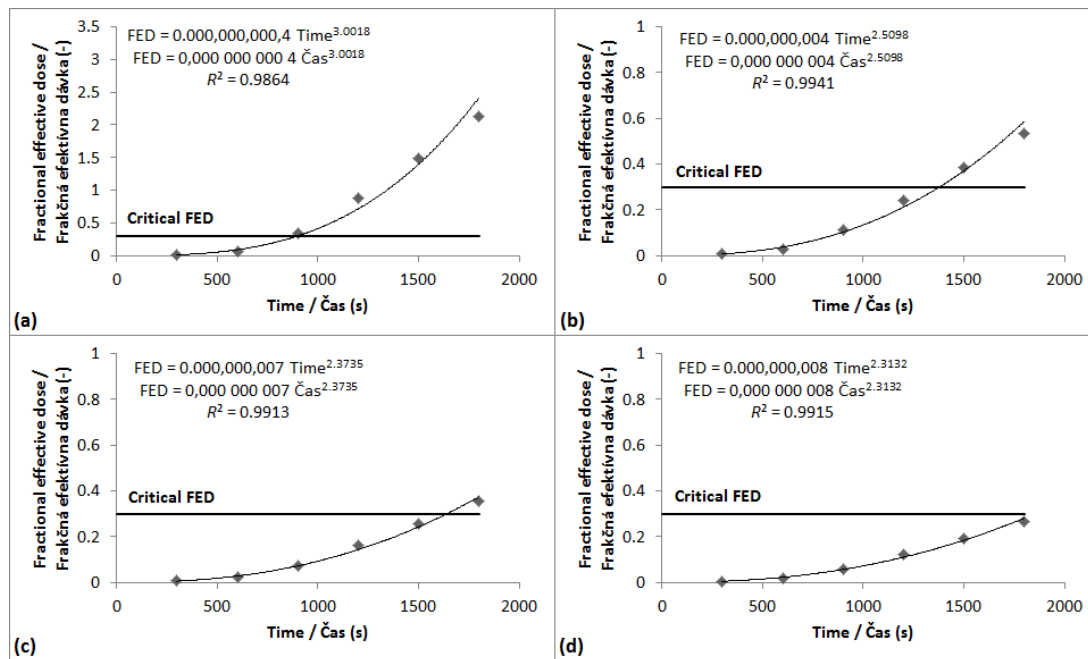 Fractional effective dose /
Frakčná efektívna dávka (-)
3.5
3
2.5
2
1.5
1
0.5
0
FED = 0.000,000,000,4 Time3.0018
FED = 0,000 000 000 4 Čas3.0018
R2 = 0.9864
Critical FED
0 500 1000 1500 2000
Time / Čas (s)
(a)
Fractional effective dose /
Frakčná efektívna dávka (-)
1
0.8
0.6
0.4
0.2
0
FED = 0.000,000,004 Time2.5098
FED = 0,000 000 004 Čas2.5098
R2 = 0.9941
Critical FED
0 500 1000 1500 2000
Time / Čas (s)
(b)
Fractional effective dose /
Frakčná efektívna dávka (-)
1
0.8
0.6
0.4
0.2
0
FED = 0.000,000,007 Time2.3735
FED = 0,000 000 007 Čas2.3735
R2 = 0.9913
Critical FED
0 500 1000 1500 2000
Time / Čas (s)
(c)
Fractional effective dose /
Frakčná efektívna dávka (-)
1
0.8
0.6
0.4
0.2
0
FED = 0.000,000,008 Time2.3132
FED = 0,000 000 008 Čas2.3132
R2 = 0.9915
Critical FED
0 500 1000 1500 2000
Time / Čas (s)
(d)